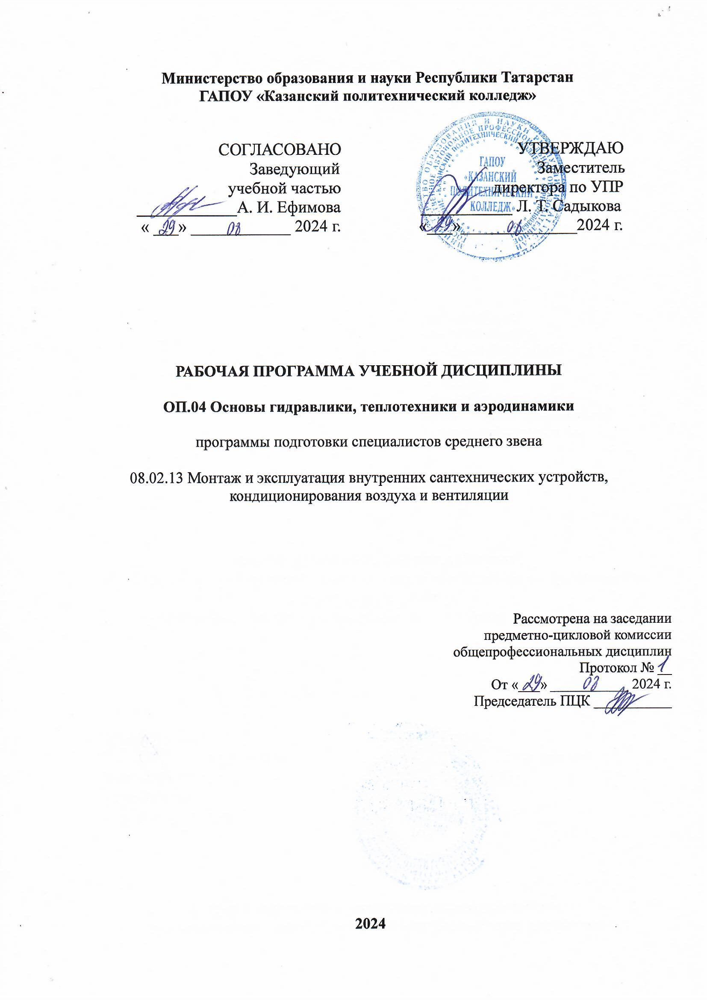 Министерство образования и науки Республики Татарстан
ГАПОУ «Казанский политехнический колледж»
СОГЛАСОВАНО
Заведующий
учебной частью
А. И. Ефимова
« 29 » 08 2024 г.
УТВЕРЖДАЮ
Заместитель
директора по УПР
Л. Т. Садыкова
« 29 » 08 2024 г.
ГАПОУ
«КАЗАНСКИЙ
ПОЛИТЕХНИЧЕСКИЙ
КОЛЛЕДЖ»
РАБОЧАЯ ПРОГРАММА УЧЕБНОЙ ДИСЦИПЛИНЫ
ОП.04 Основы гидравлики, теплотехники и аэродинамики
программы подготовки специалистов среднего звена
08.02.13 Монтаж и эксплуатация внутренних сантехнических устройств,
кондиционирования воздуха и вентиляции
Рассмотрена на заседании
предметно-цикловой комиссии
общепрофессиональных дисциплин
Протокол № 1
От « 29 » 08 2024 г.
Председатель ПЦК
2024